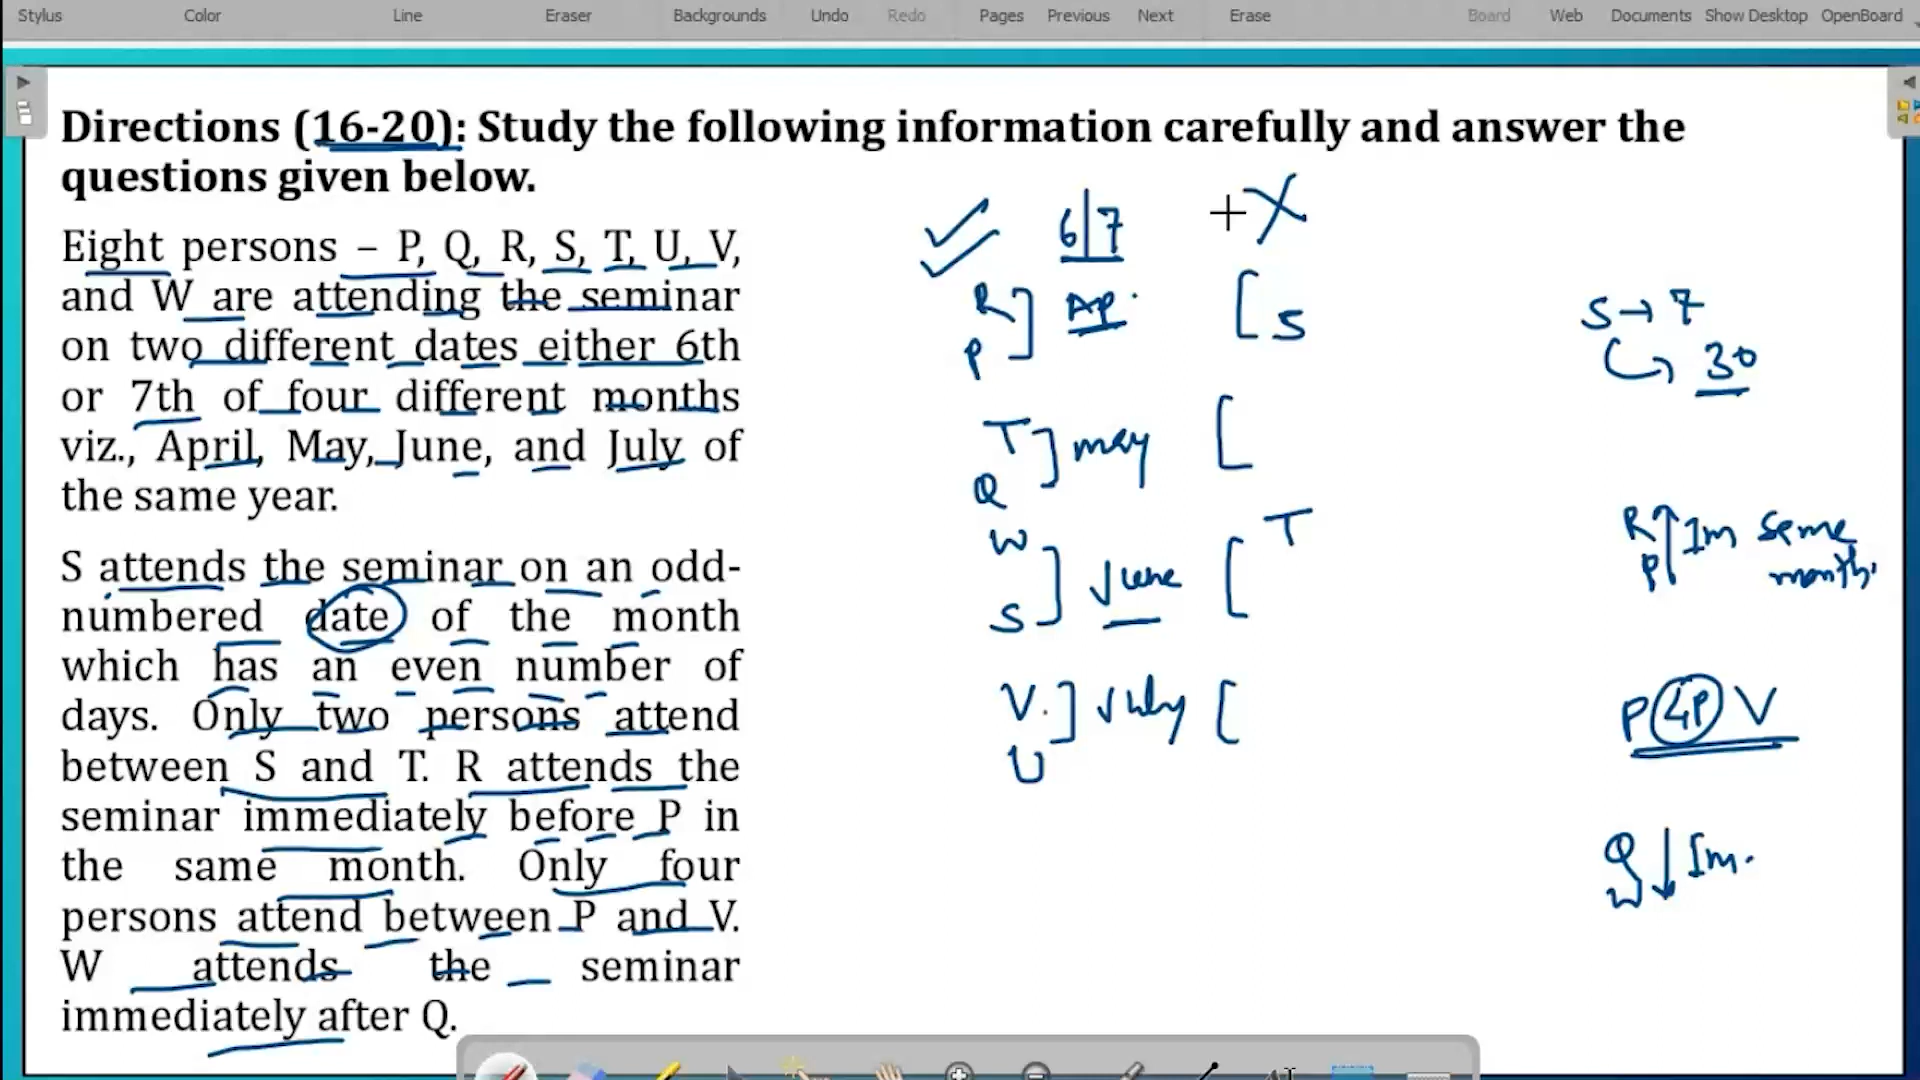 Stylus Color Line Eraser Backgrounds Undo Redo Pages Previous Next Erase Board Web Documents Show Desktop OpenBoard
Directions (16-20): Study the following information carefully and answer the
questions given below.
Eight persons – P, Q, R, S, T, U, V,
and W are attending the seminar
on two different dates either 6th
or 7th of four different months
viz., April, May, June, and July of
the same year.
S attends the seminar on an odd-
numbered date of the month
which has an even number of
days. Only two persons attend
between S and T. R attends the
seminar immediately before P in
the same month. Only four
persons attend between P and V.
W attends the seminar
immediately after Q.
6|7 X
R
P ] AP. [ S
T
Q ] may [
W T
S ] June [
V.
U ] July [
S → 7
30
R
P Im same
month.
P 4P V
Q
W Im.